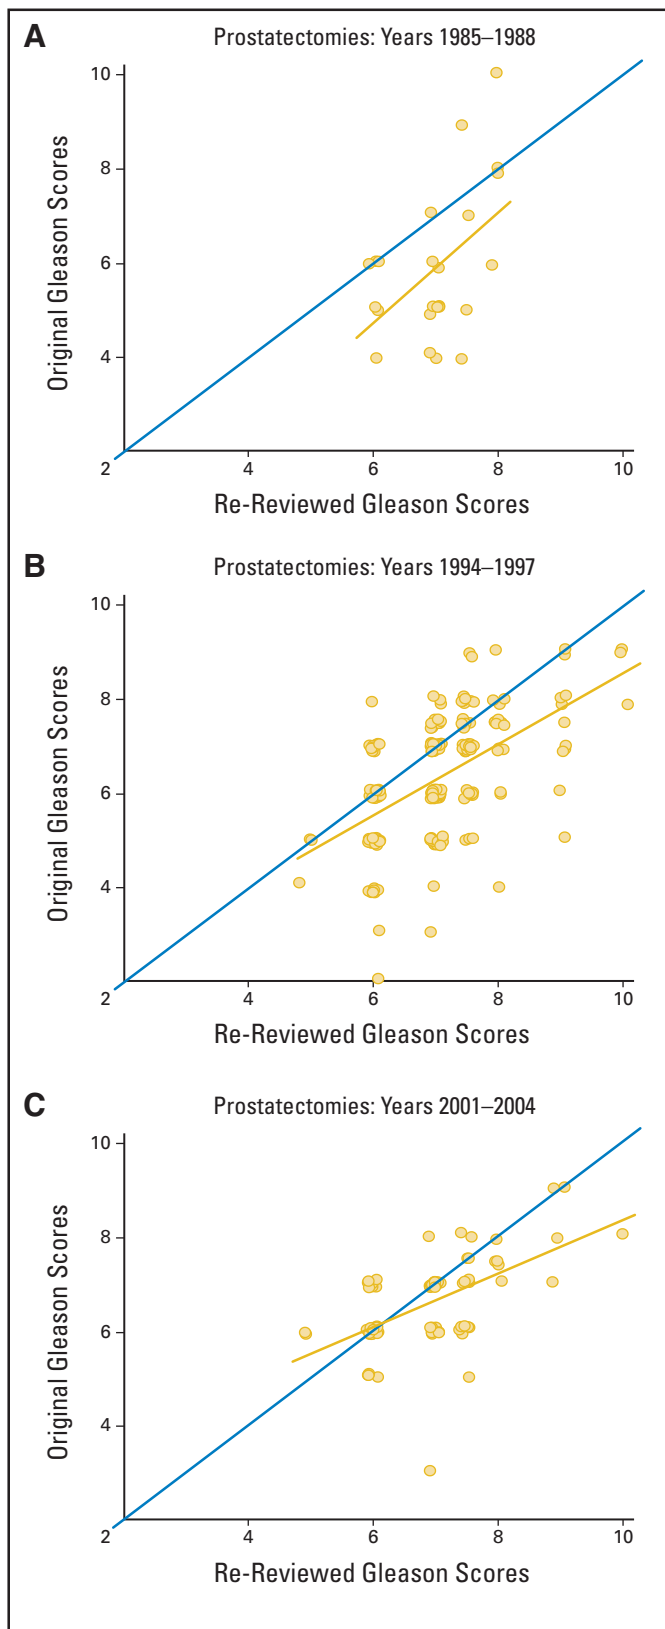 A
Prostatectomies: Years 1985–1988
10
8
6
4
2
4
6
8
10
Original Gleason Scores
Re-Reviewed Gleason Scores
B
Prostatectomies: Years 1994–1997
10
8
6
4
2
4
6
8
10
Original Gleason Scores
Re-Reviewed Gleason Scores
C
Prostatectomies: Years 2001–2004
10
8
6
4
2
4
6
8
10
Original Gleason Scores
Re-Reviewed Gleason Scores